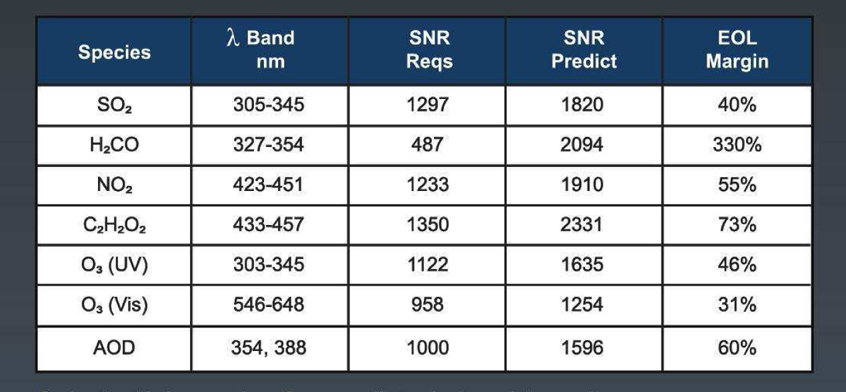 Species λ Band nm SNR Reqs SNR Predict EOL Margin
SO₂ 305-345 1297 1820 40%
H₂CO 327-354 487 2094 330%
NO₂ 423-451 1233 1910 55%
C₂H₂O₂ 433-457 1350 2331 73%
O₃ (UV) 303-345 1122 1635 46%
O₃ (Vis) 546-648 958 1254 31%
AOD 354, 388 1000 1596 60%